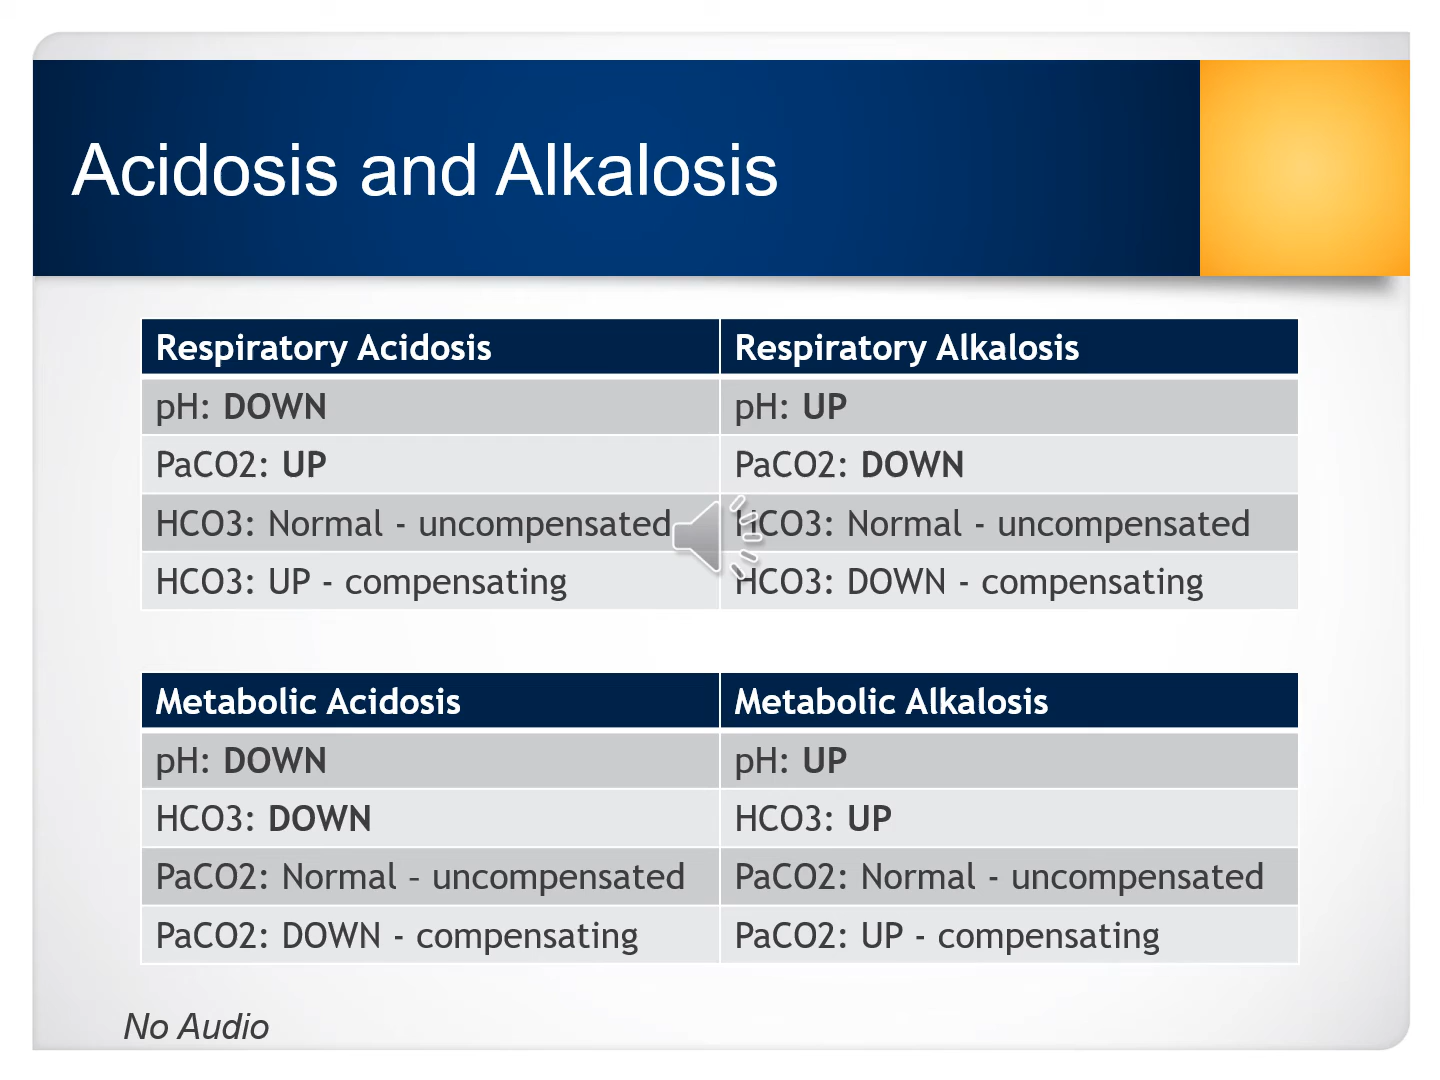 Acidosis and Alkalosis
Respiratory Acidosis
Respiratory Alkalosis
pH: DOWN
pH: UP
PaCO2: UP
PaCO2: DOWN
HCO3: Normal - uncompensated
HCO3: Normal - uncompensated
HCO3: UP - compensating
HCO3: DOWN - compensating
Metabolic Acidosis
Metabolic Alkalosis
pH: DOWN
pH: UP
HCO3: DOWN
HCO3: UP
PaCO2: Normal – uncompensated
PaCO2: Normal - uncompensated
PaCO2: DOWN - compensating
PaCO2: UP - compensating
No Audio